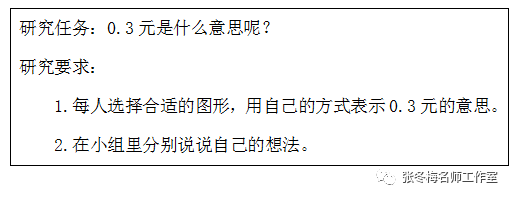 研究任务：0.3元是什么意思呢？
研究要求：
1.每人选择合适的图形，用自己的方式表示0.3元的意思。
2.在小组里分别说说自己的想法。
张冬梅名师工作室